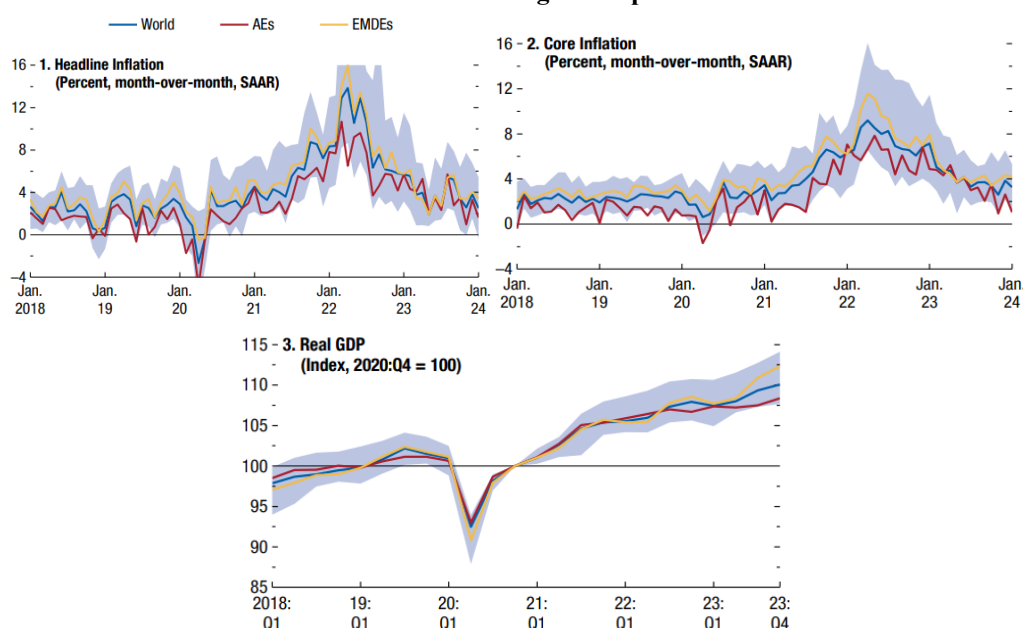 World AEs EMDEs
1. Headline Inflation
(Percent, month-over-month, SAAR)
16
12
8
4
0
–4
Jan. 2018
Jan. 19
Jan. 20
Jan. 21
Jan. 22
Jan. 23
Jan. 24
2. Core Inflation
(Percent, month-over-month, SAAR)
16
12
8
4
0
–4
Jan. 2018
Jan. 19
Jan. 20
Jan. 21
Jan. 22
Jan. 23
Jan. 24
3. Real GDP
(Index, 2020:Q4 = 100)
115
110
105
100
95
90
85
2018: Q1
19: Q1
20: Q1
21: Q1
22: Q1
23: Q1
23: Q4